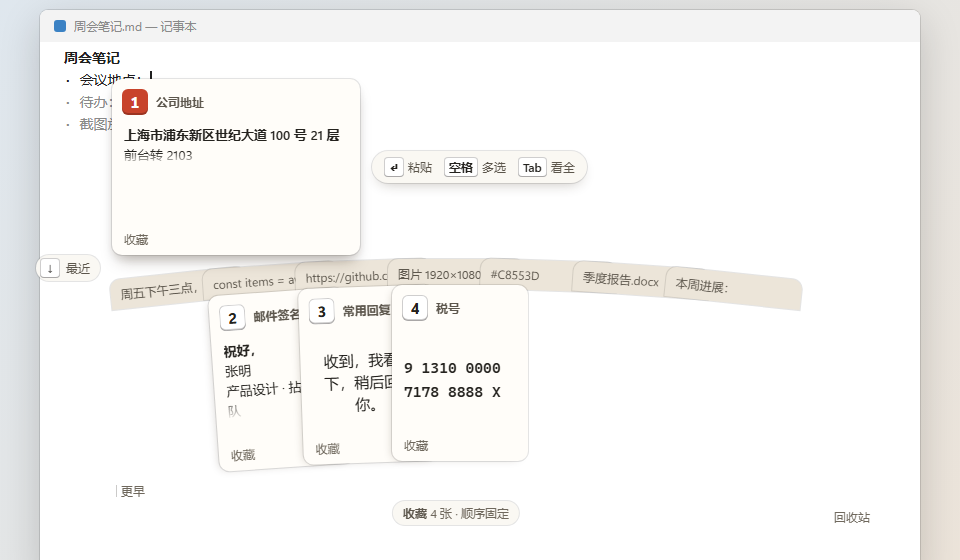 周会笔记.md — 记事本
周会笔记
· 会议地点：
· 待办：
· 截图
1 公司地址
上海市浦东新区世纪大道 100 号 21 层
前台转 2103
收藏
↵ 粘贴 空格 多选 Tab 看全
↓ 最近
周五下午三点，
const items = a
https://github.c
图片 1920×1080
#C8553D
季度报告.docx
本周进展：
2 邮件签名
祝好，
张明
产品设计 · 拈
队
收藏
3 常用回复
收到，我看
下，稍后回
你。
收藏
4 税号
9 1310 0000
7178 8888 X
收藏
更早
收藏 4 张 · 顺序固定
回收站